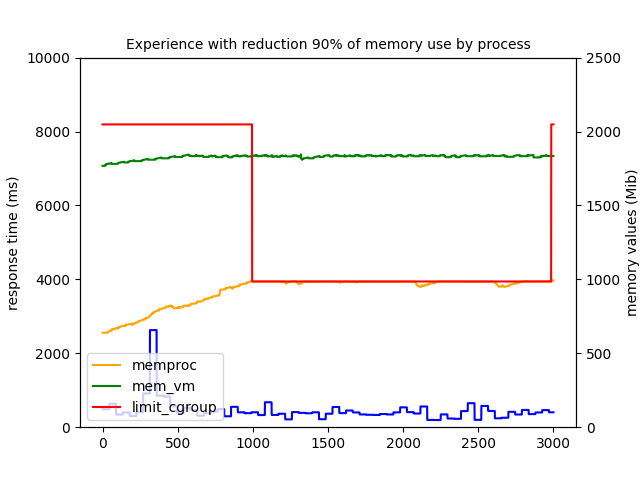 Experience with reduction 90% of memory use by process
10000
8000
6000
4000
2000
0
response time (ms)
2500
2000
1500
1000
500
0
memory values (Mib)
memproc
mem_vm
limit_cgroup
0 500 1000 1500 2000 2500 3000